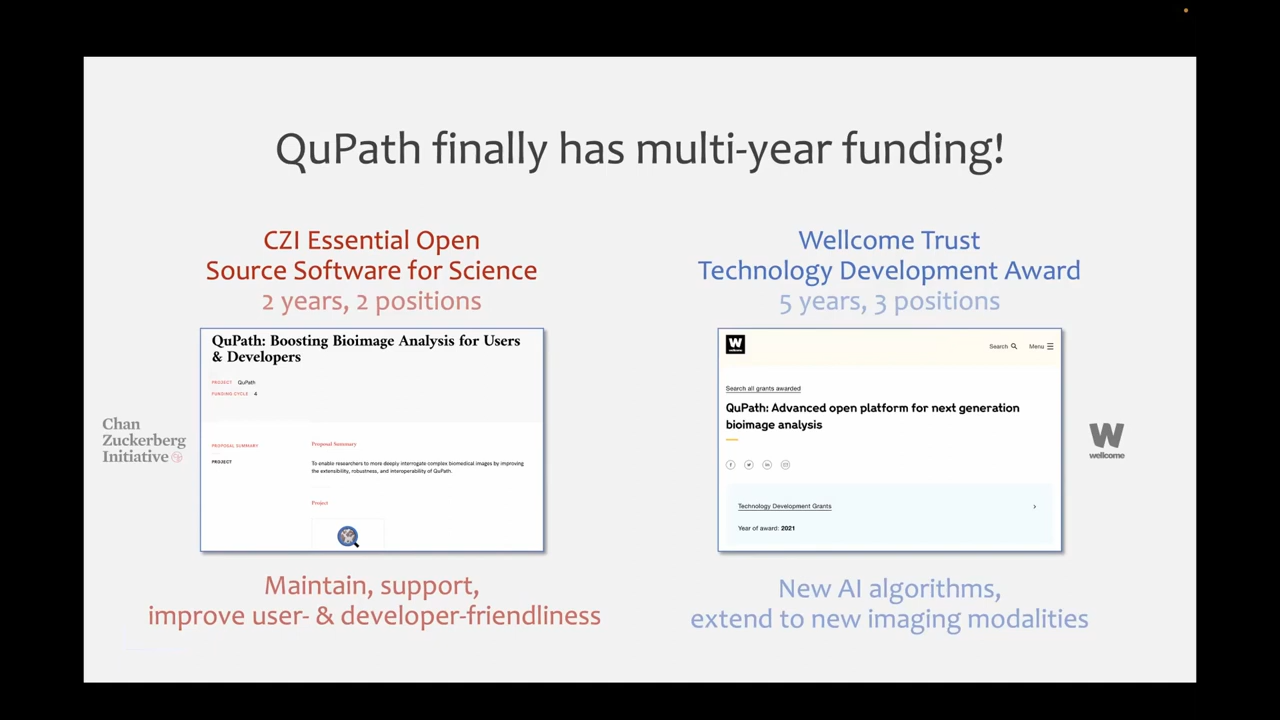 QuPath finally has multi-year funding!
CZI Essential Open
Source Software for Science
2 years, 2 positions
QuPath: Boosting Bioimage Analysis for Users
& Developers
PROJECT QuPath
FUNDING CYCLE 4
PROPOSAL SUMMARY
PROJECT
Proposal Summary
To enable researchers to more deeply interrogate complex biomedical images by improving
the extensibility, robustness, and interoperability of QuPath.
Project
Chan
Zuckerberg
Initiative
Maintain, support,
improve user- & developer-friendliness
Wellcome Trust
Technology Development Award
5 years, 3 positions
W
wellcome
Search
Menu
Search all grants awarded
QuPath: Advanced open platform for next generation
bioimage analysis
Technology Development Grants
Year of award: 2021
W
wellcome
New AI algorithms,
extend to new imaging modalities